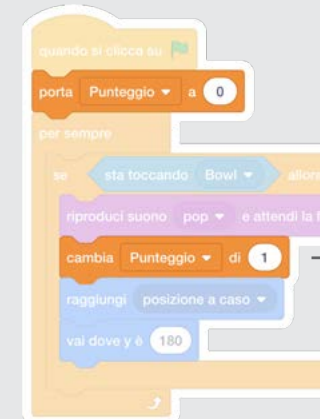 quando si clicca su
porta Punteggio a 0
per sempre
se sta toccando Bowl allora
riproduci suono pop e attendi la
cambia Punteggio di 1
raggiungi posizione a caso
vai dove y è 180